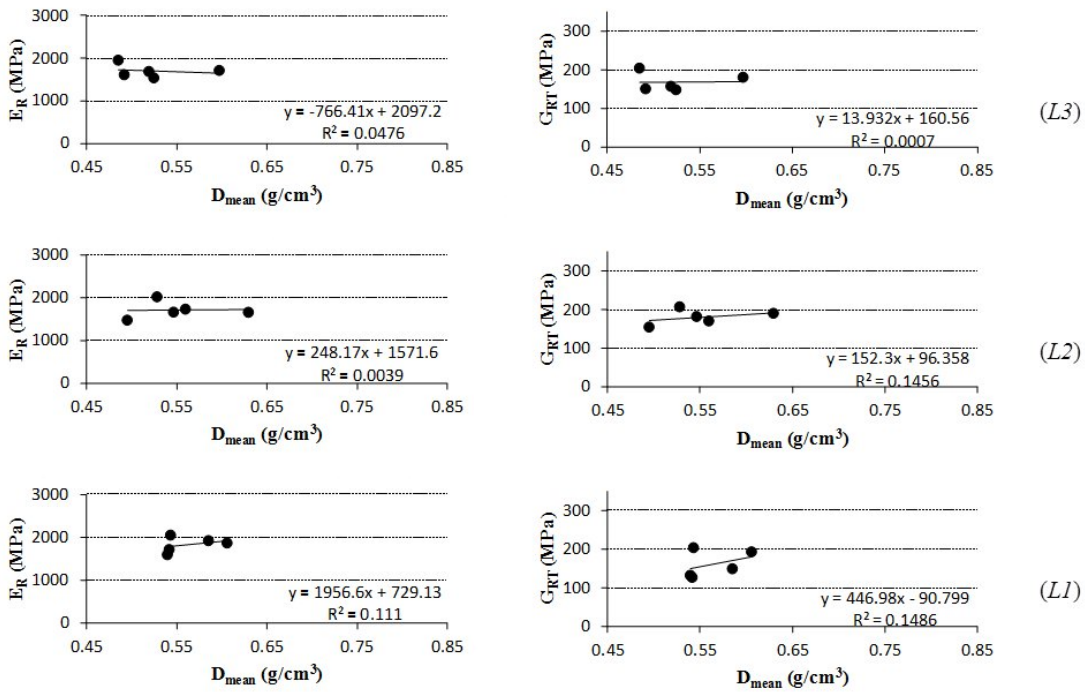 3000
2000
1000
0
E_R (MPa)
y = -766.41x + 2097.2
R² = 0.0476
0.45 0.55 0.65 0.75 0.85
D_mean (g/cm³)
300
200
100
0
G_RT (MPa)
y = 13.932x + 160.56
R² = 0.0007
0.45 0.55 0.65 0.75 0.85
D_mean (g/cm³)
(L3)
3000
2000
1000
0
E_R (MPa)
y = 248.17x + 1571.6
R² = 0.0039
0.45 0.55 0.65 0.75 0.85
D_mean (g/cm³)
300
200
100
0
G_RT (MPa)
y = 152.3x + 96.358
R² = 0.1456
0.45 0.55 0.65 0.75 0.85
D_mean (g/cm³)
(L2)
3000
2000
1000
0
E_R (MPa)
y = 1956.6x + 729.13
R² = 0.111
0.45 0.55 0.65 0.75 0.85
D_mean (g/cm³)
300
200
100
0
G_RT (MPa)
y = 446.98x - 90.799
R² = 0.1486
0.45 0.55 0.65 0.75 0.85
D_mean (g/cm³)
(L1)